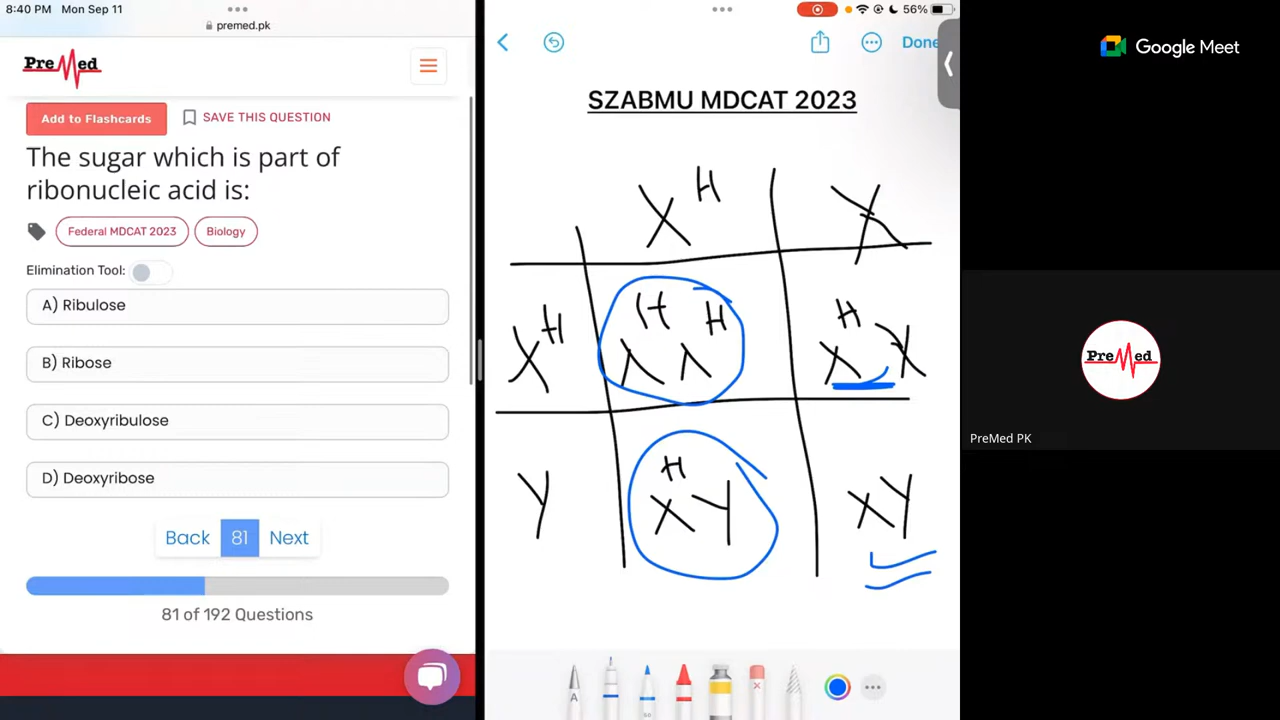 8:40 PM Mon Sep 11
premed.pk
PreMed
Add to Flashcards
SAVE THIS QUESTION
The sugar which is part of
ribonucleic acid is:
Federal MDCAT 2023
Biology
Elimination Tool:
A) Ribulose
B) Ribose
C) Deoxyribulose
D) Deoxyribose
Back 81 Next
81 of 192 Questions
56%
Done
SZABMU MDCAT 2023
X^H X
X^H X^H X^H X^H X
Y X^H Y XY
A
Google Meet
PreMed
PreMed PK